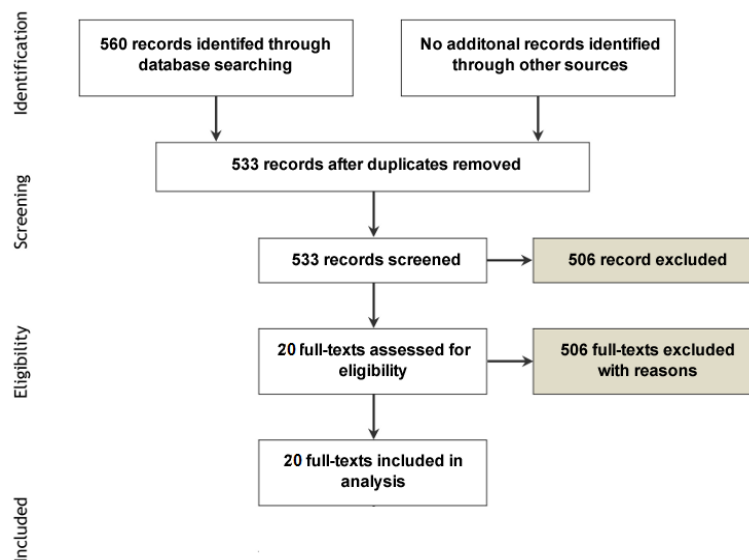 Identification
560 records identifed through
database searching
No additonal records identified
through other sources
533 records after duplicates removed
Screening
533 records screened
506 record excluded
Eligibility
20 full-texts assessed for
eligibility
506 full-texts excluded
with reasons
20 full-texts included in
analysis
Included